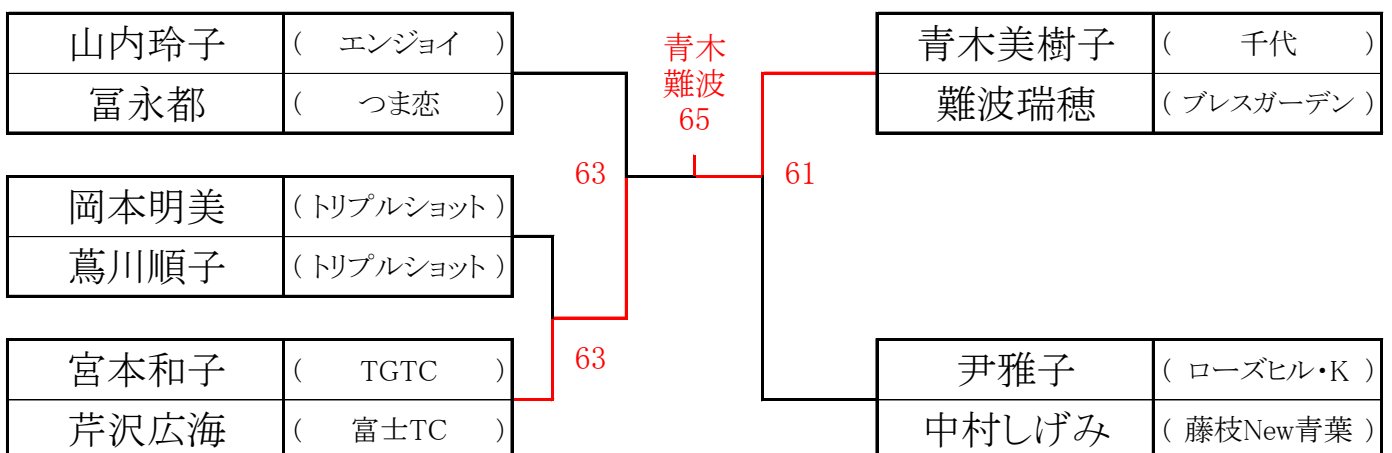 山内玲子 ( エンジョイ )
冨永都 ( つま恋 )
岡本明美 ( トリプルショット )
蔦川順子 ( トリプルショット )
宮本和子 ( TGTC )
芹沢広海 ( 富士TC )
63
63
青木
難波
65
61
青木美樹子 ( 千代 )
難波瑞穂 ( ブレスガーデン )
尹雅子 ( ローズヒル・K )
中村しげみ ( 藤枝New青葉 )